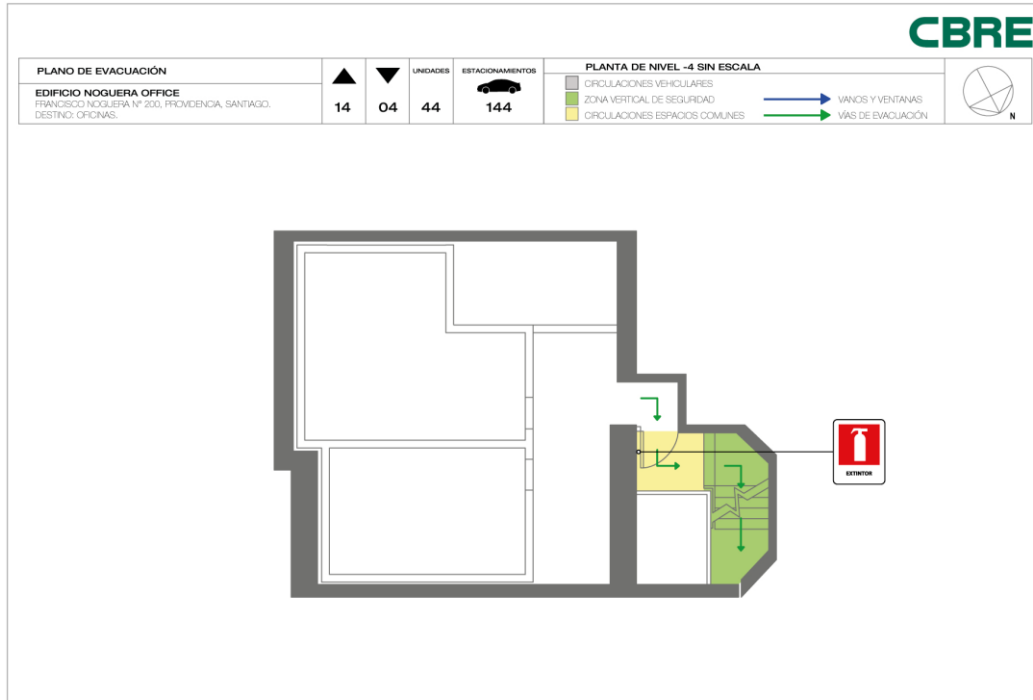 CBRE
PLANO DE EVACUACIÓN
EDIFICIO NOGUERA OFFICE
FRANCISCO NOGUERA Nº 200, PROVIDENCIA, SANTIAGO.
DESTINO: OFICINAS.
14
04
UNIDADES
44
ESTACIONAMIENTOS
144
PLANTA DE NIVEL -4 SIN ESCALA
CIRCULACIONES VEHICULARES
ZONA VERTICAL DE SEGURIDAD
CIRCULACIONES ESPACIOS COMUNES
VANOS Y VENTANAS
VÍAS DE EVACUACIÓN
N
EXTINTOR